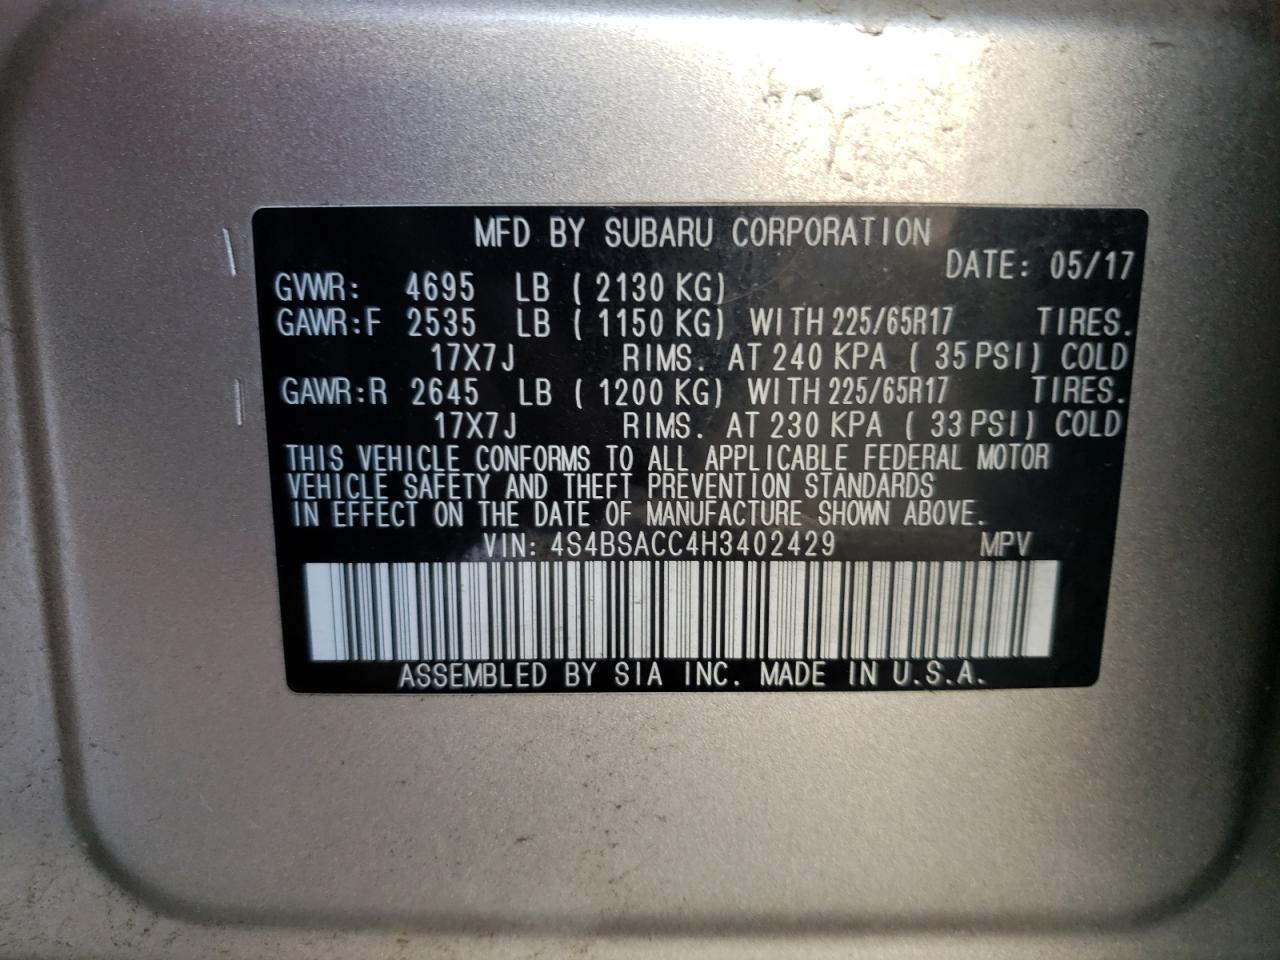 MFD BY SUBARU CORPORATION
DATE: 05/17
GVWR: 4695 LB ( 2130 KG)
GAWR:F 2535 LB ( 1150 KG) WITH 225/65R17 TIRES.
17X7J RIMS. AT 240 KPA ( 35 PSI) COLD
GAWR:R 2645 LB ( 1200 KG) WITH 225/65R17 TIRES.
17X7J RIMS. AT 230 KPA ( 33 PSI) COLD
THIS VEHICLE CONFORMS TO ALL APPLICABLE FEDERAL MOTOR
VEHICLE SAFETY AND THEFT PREVENTION STANDARDS
IN EFFECT ON THE DATE OF MANUFACTURE SHOWN ABOVE.
VIN: 4S4BSACC4H3402429 MPV
ASSEMBLED BY SIA INC. MADE IN U.S.A.